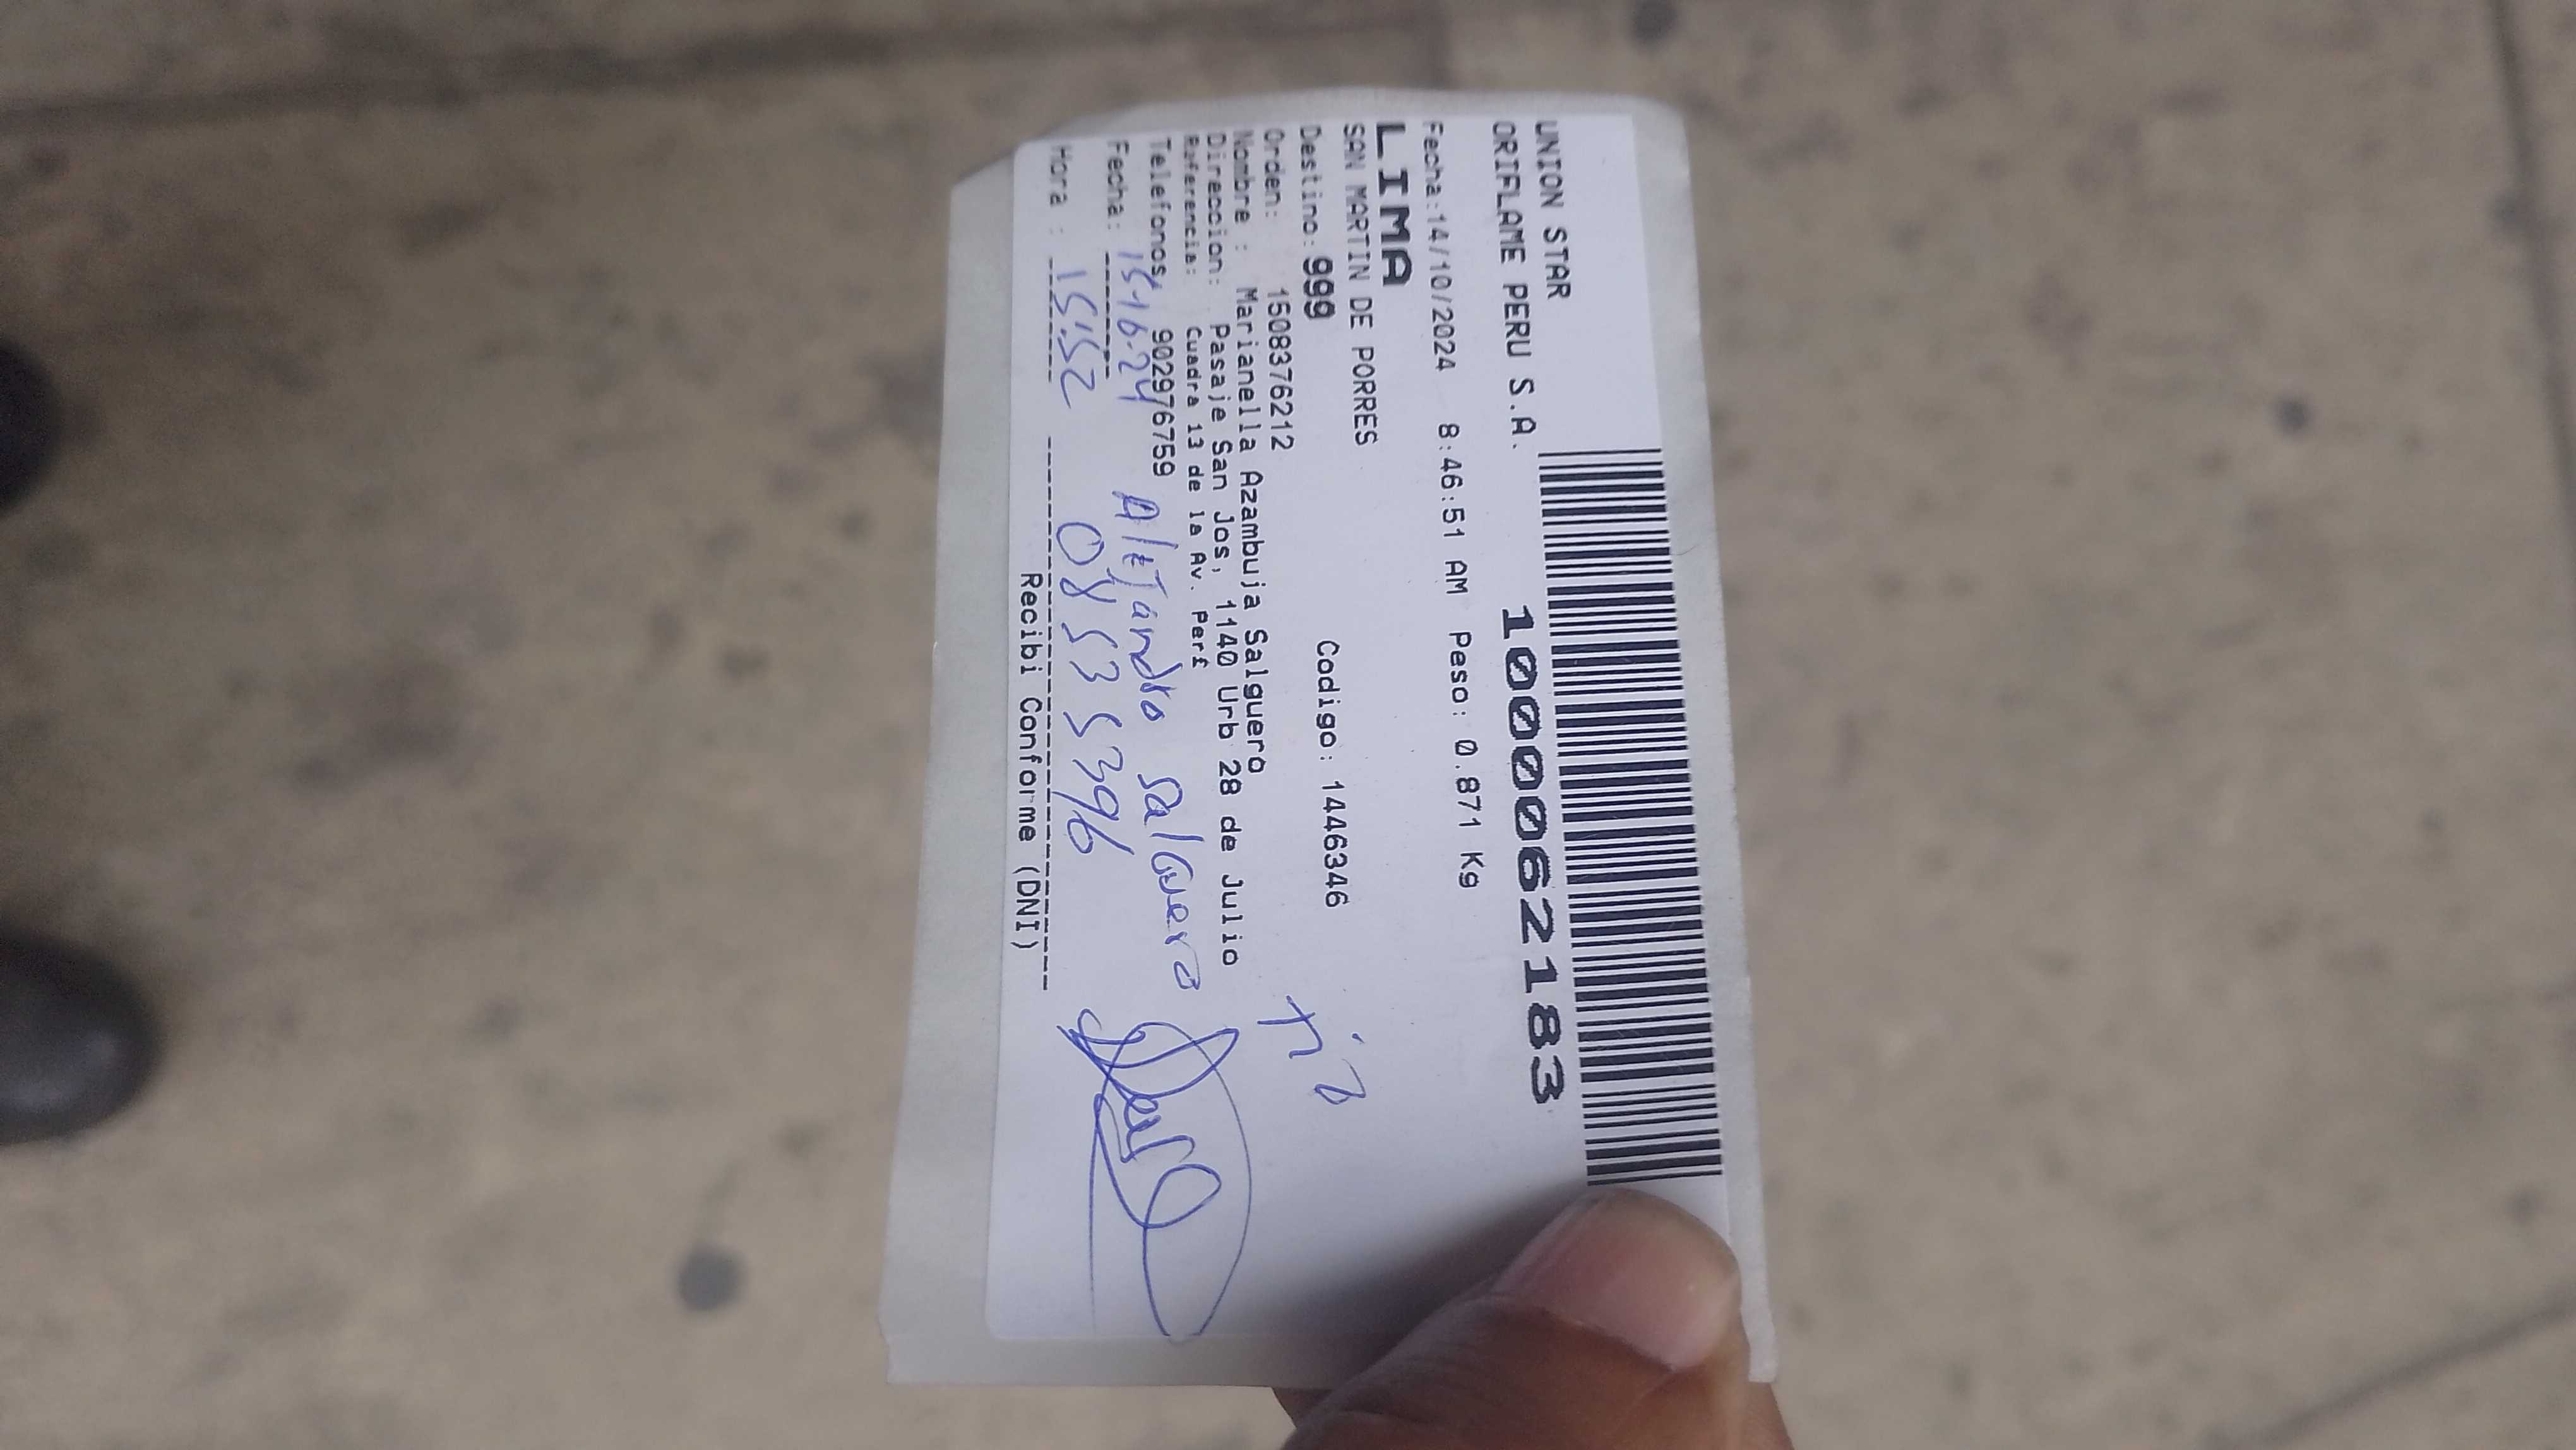 UNION STAR
ORIFLAME PERU S.A.
1000062183
Fecha:14/10/2024 8:46:51 AM Peso: 0.871 Kg
LIMA
SAN MARTIN DE PORRES
Destino: 999 Codigo: 1446346
Orden: 1508376212
Nombre : Marianella Azambuja Salguero
Direccion: Pasaje San Jos, 1140 Urb 28 de Julio
Referencia: Cuadra 13 de la Av. Perí
Telefonos: 902976759
Fecha: 15-10-24 Alejandro Salguero
Hora : 15:52 08533396
Recibi Conforme (DNI)